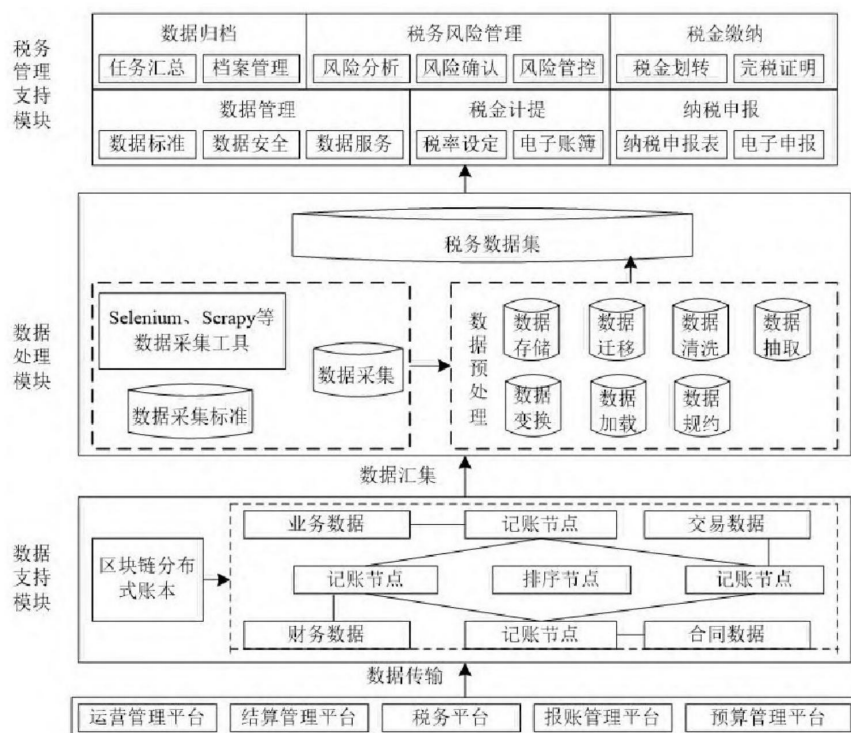 税务
管理
支持
模块
数据归档
税务风险管理
税金缴纳
任务汇总
档案管理
风险分析
风险确认
风险管控
税金划转
完税证明
数据管理
税金计提
纳税申报
数据标准
数据安全
数据服务
税率设定
电子账簿
纳税申报表
电子申报
数据
处理
模块
税务数据集
Selenium、Scrapy等
数据采集工具
数据采集
数据采集标准
数
据
预
处
理
数据
存储
数据
迁移
数据
清洗
数据
抽取
数据
变换
数据
加载
数据
规约
数据汇集
数据
支持
模块
区块链分布
式账本
业务数据
记账节点
交易数据
记账节点
排序节点
记账节点
财务数据
记账节点
合同数据
数据传输
运营管理平台
结算管理平台
税务平台
报账管理平台
预算管理平台